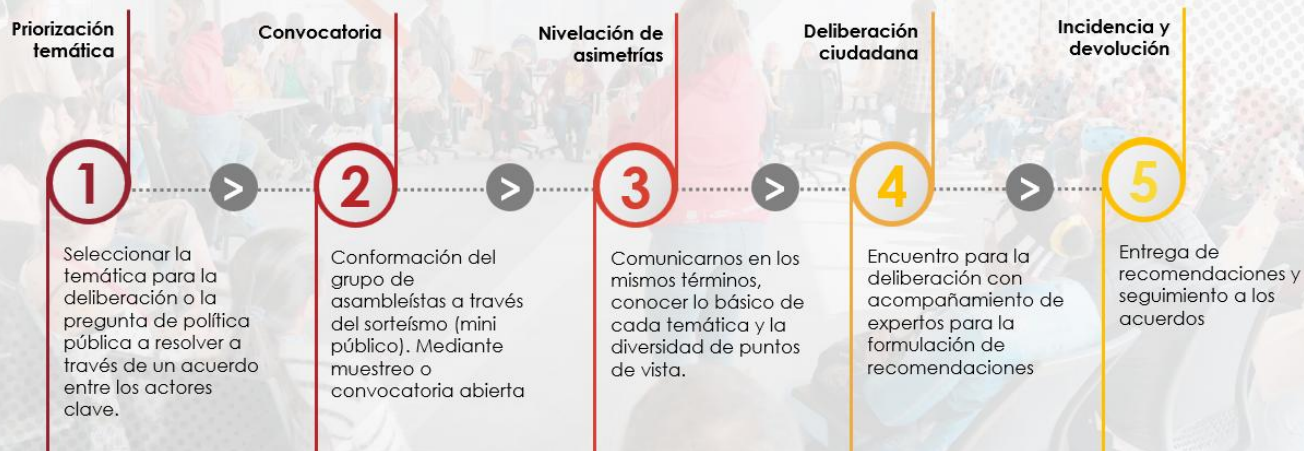 Priorización
temática
1
Seleccionar la
temática para la
deliberación o la
pregunta de política
pública a resolver a
través de un acuerdo
entre los actores
clave.
>
Convocatoria
2
Conformación del
grupo de
asambleístas a través
del sorteísmo (mini
público). Mediante
muestreo o
convocatoria abierta
>
Nivelación de
asimetrías
3
Comunicarnos en los
mismos términos,
conocer lo básico de
cada temática y la
diversidad de puntos
de vista.
>
Deliberación
ciudadana
4
Encuentro para la
deliberación con
acompañamiento de
expertos para la
formulación de
recomendaciones
>
Incidencia y
devolución
5
Entrega de
recomendaciones y
seguimiento a los
acuerdos